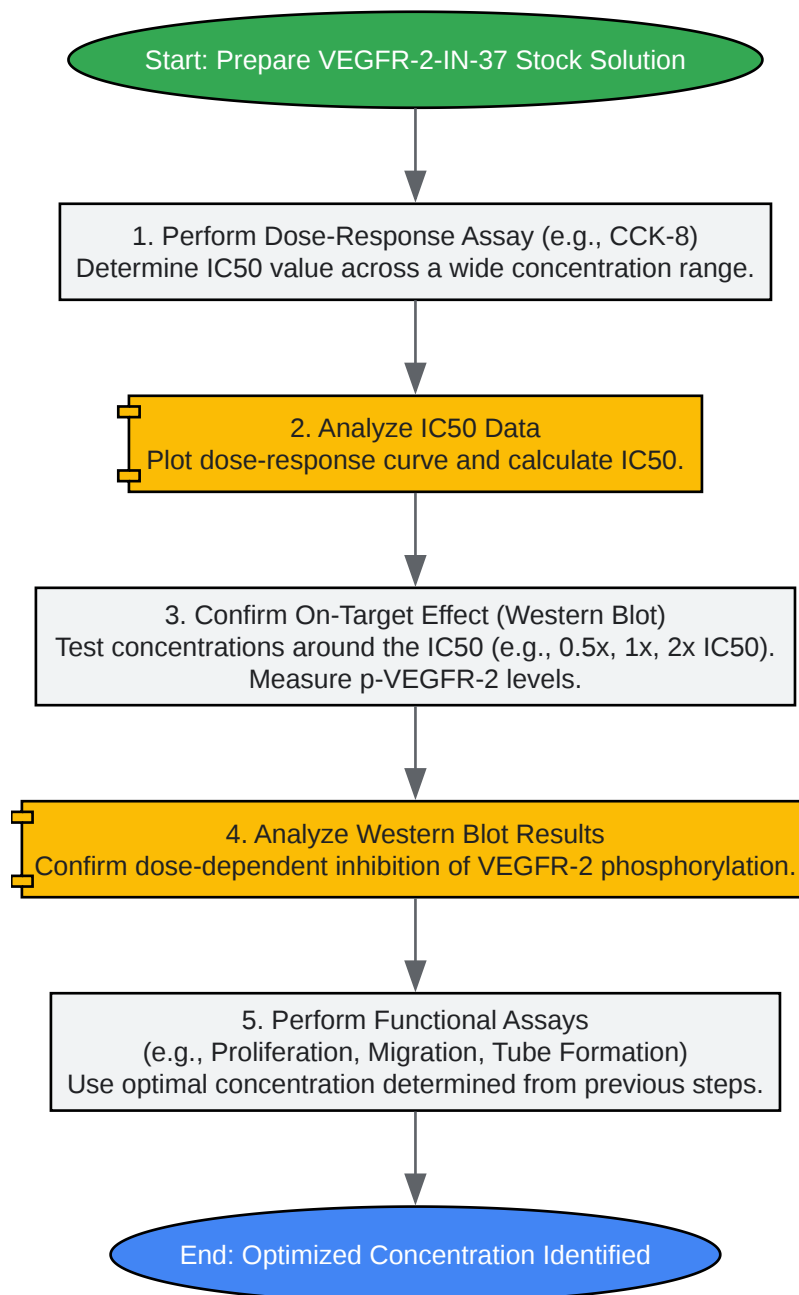 Start: Prepare VEGFR-2-IN-37 Stock Solution
1. Perform Dose-Response Assay (e.g., CCK-8)
Determine IC50 value across a wide concentration range.
2. Analyze IC50 Data
Plot dose-response curve and calculate IC50.
3. Confirm On-Target Effect (Western Blot)
Test concentrations around the IC50 (e.g., 0.5x, 1x, 2x IC50).
Measure p-VEGFR-2 levels.
4. Analyze Western Blot Results
Confirm dose-dependent inhibition of VEGFR-2 phosphorylation.
5. Perform Functional Assays
(e.g., Proliferation, Migration, Tube Formation)
Use optimal concentration determined from previous steps.
End: Optimized Concentration Identified